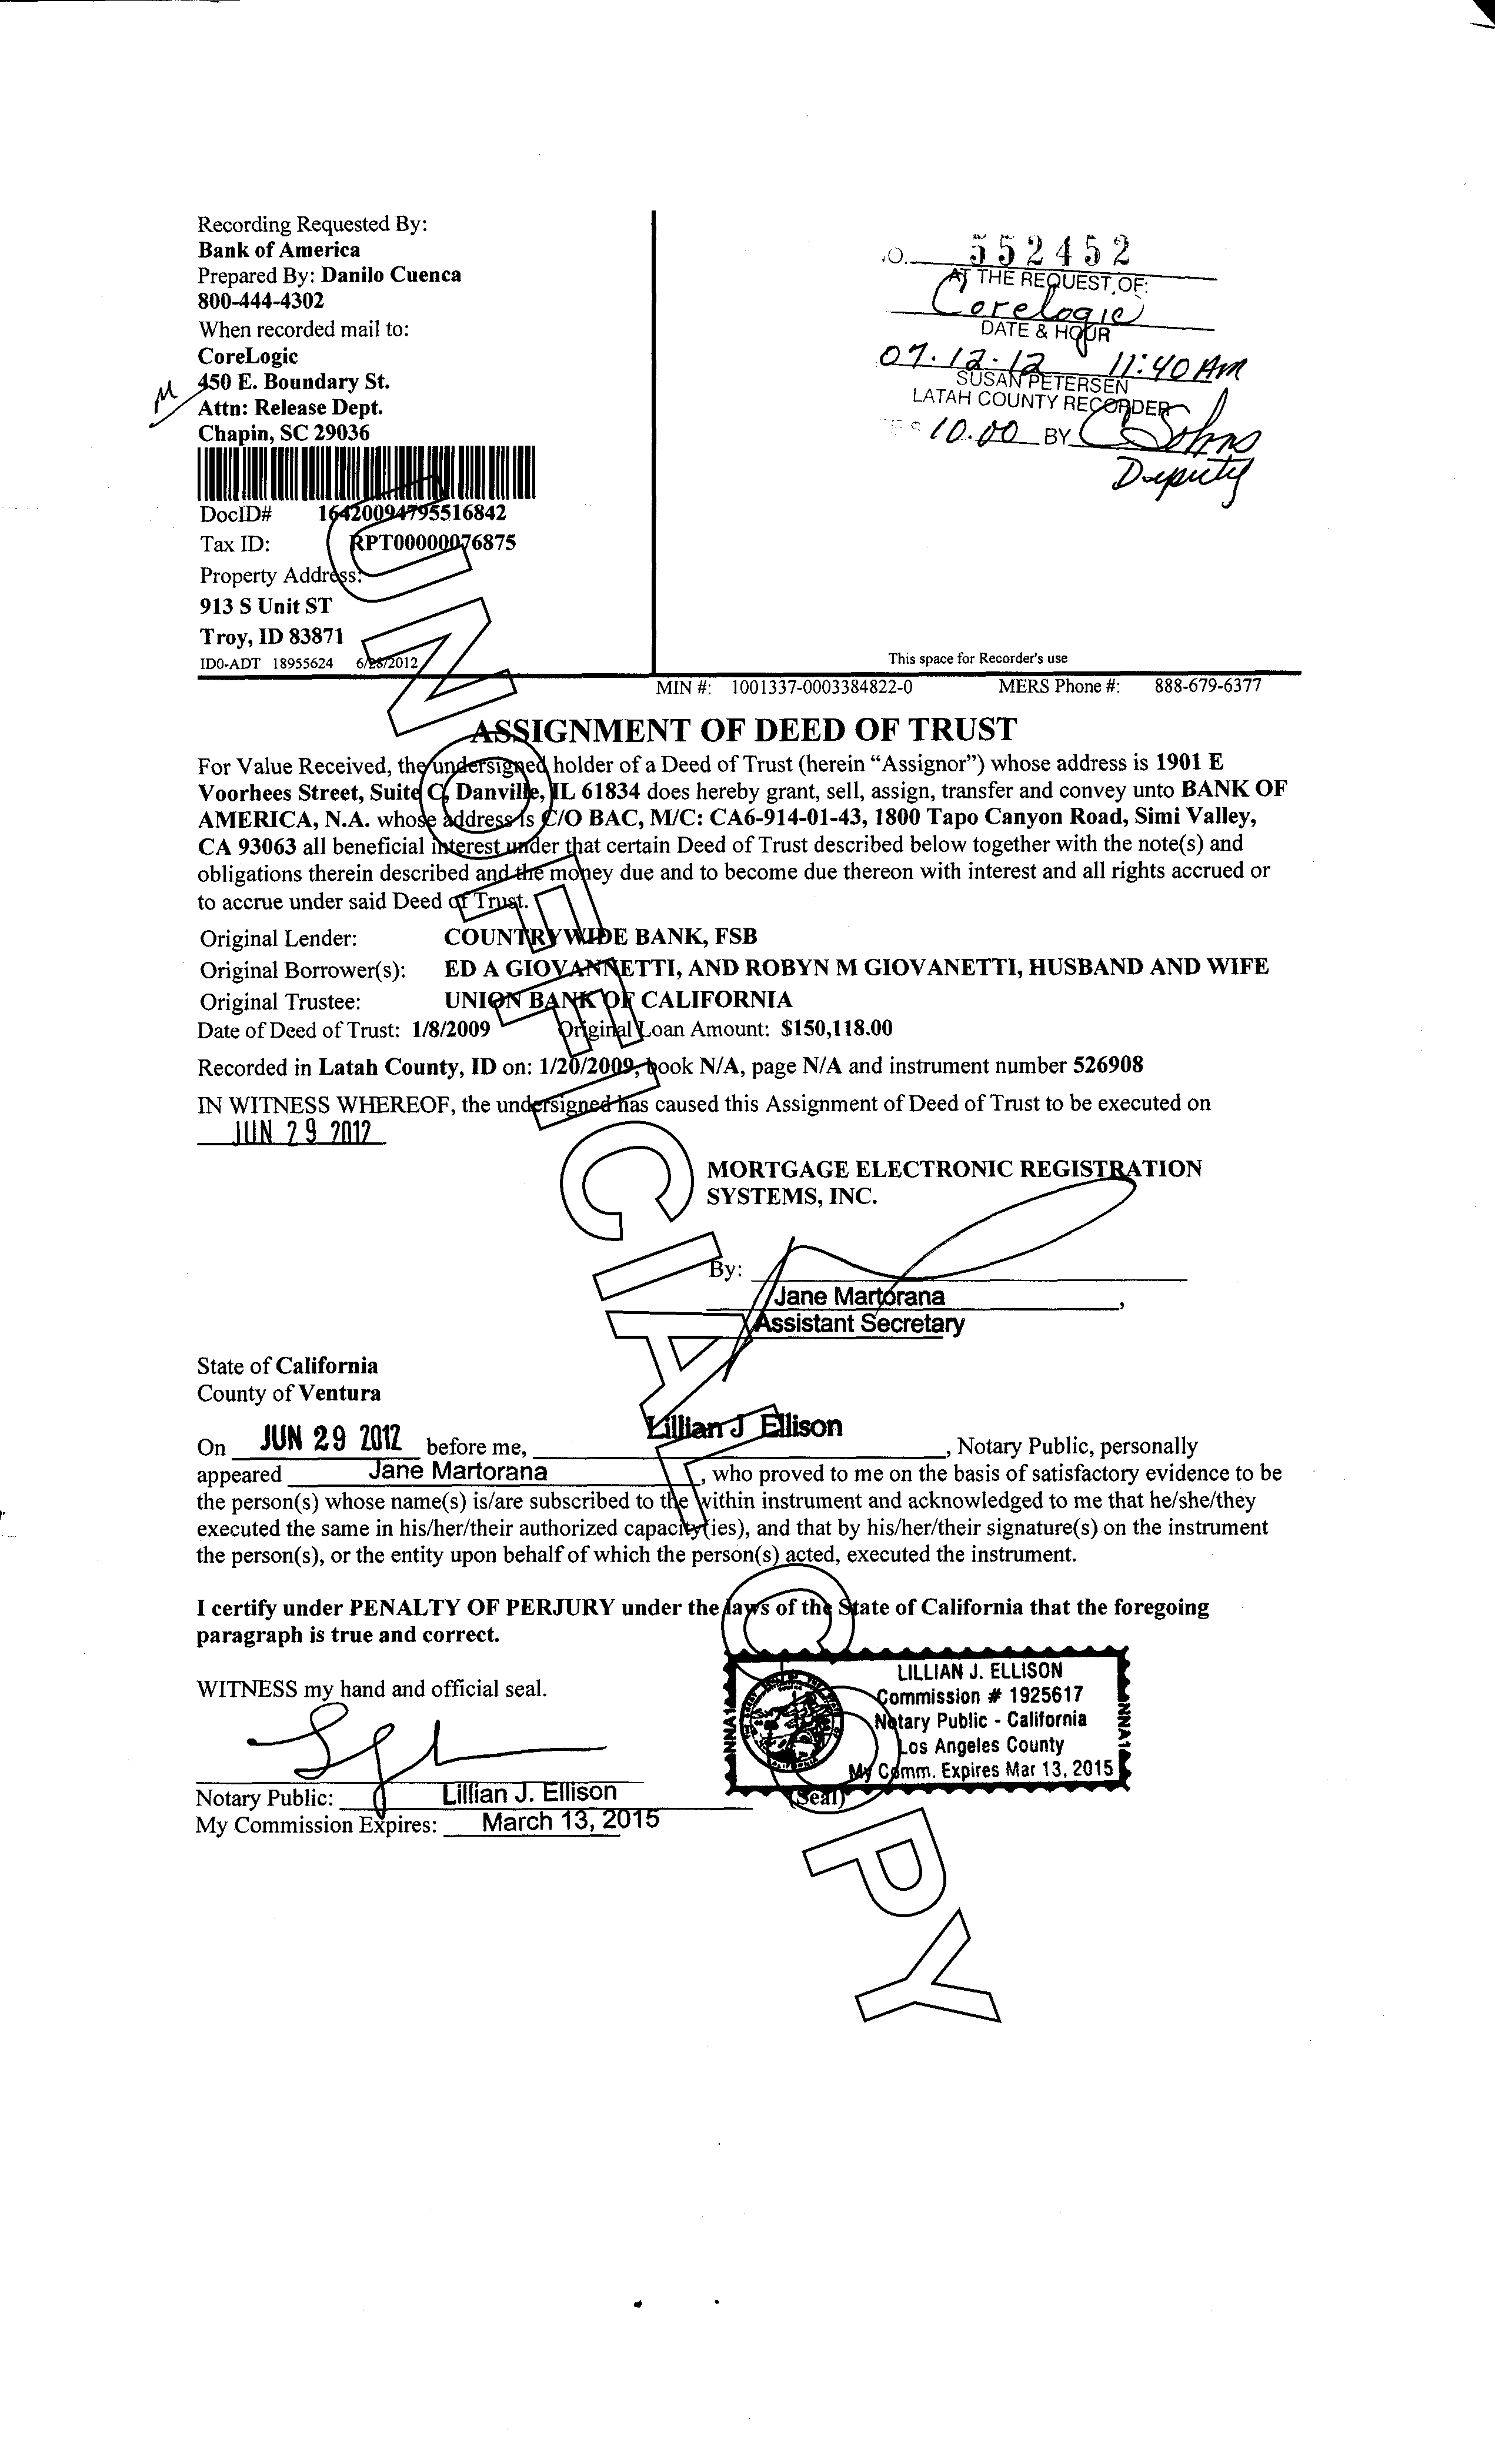 Recording Requested By:
Bank of America
Prepared By: Danilo Cuenca
800-444-4302
When recorded mail to:
CoreLogic
450 E. Boundary St.
Attn: Release Dept.
Chapin, SC 29036
M
DocID# 16420094795516842
Tax ID: RPT00000076875
Property Address:
913 S Unit ST
Troy, ID 83871
ID0-ADT 18955624 6/28/2012
552452
AT THE REQUEST OF:
Corelogic
DATE & HOUR
07.12.12 11:40 AM
SUSAN PETERSEN
LATAH COUNTY RECORDER
$ 10.00 BY
Deputy
This space for Recorder's use
MIN #: 1001337-0003384822-0 MERS Phone #: 888-679-6377
ASSIGNMENT OF DEED OF TRUST
For Value Received, the undersigned holder of a Deed of Trust (herein “Assignor”) whose address is 1901 E
Voorhees Street, Suite C, Danville, IL 61834 does hereby grant, sell, assign, transfer and convey unto BANK OF
AMERICA, N.A. whose address is C/O BAC, M/C: CA6-914-01-43, 1800 Tapo Canyon Road, Simi Valley,
CA 93063 all beneficial interest under that certain Deed of Trust described below together with the note(s) and
obligations therein described and the money due and to become due thereon with interest and all rights accrued or
to accrue under said Deed of Trust.
Original Lender: COUNTRYWIDE BANK, FSB
Original Borrower(s): ED A GIOVANNETTI, AND ROBYN M GIOVANETTI, HUSBAND AND WIFE
Original Trustee: UNION BANK OF CALIFORNIA
Date of Deed of Trust: 1/8/2009 Original Loan Amount: $150,118.00
Recorded in Latah County, ID on: 1/20/2009, book N/A, page N/A and instrument number 526908
IN WITNESS WHEREOF, the undersigned has caused this Assignment of Deed of Trust to be executed on
JUN 29 2012
MORTGAGE ELECTRONIC REGISTRATION
SYSTEMS, INC.
By:
Jane Martorana,
Assistant Secretary
State of California
County of Ventura
On JUN 29 2012 before me, Lillian J Ellison, Notary Public, personally
appeared Jane Martorana, who proved to me on the basis of satisfactory evidence to be
the person(s) whose name(s) is/are subscribed to the within instrument and acknowledged to me that he/she/they
executed the same in his/her/their authorized capacity(ies), and that by his/her/their signature(s) on the instrument
the person(s), or the entity upon behalf of which the person(s) acted, executed the instrument.
I certify under PENALTY OF PERJURY under the laws of the State of California that the foregoing
paragraph is true and correct.
WITNESS my hand and official seal.
Notary Public: Lillian J. Ellison
My Commission Expires: March 13, 2015
LILLIAN J. ELLISON
Commission # 1925617
Notary Public - California
Los Angeles County
My Comm. Expires Mar 13, 2015
(Seal)
UNOFFICIAL COPY